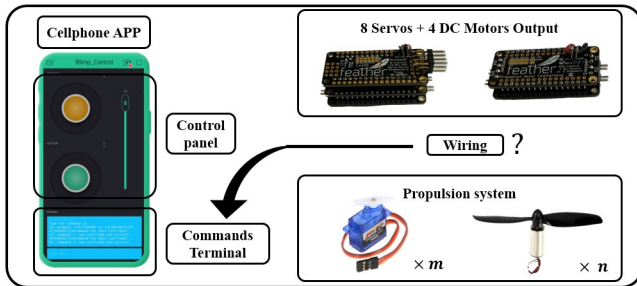 Cellphone APP
Blimp_Control
Control
panel
Commands
Terminal
8 Servos + 4 DC Motors Output
feather
feather
Wiring ?
Propulsion system
× m
× n